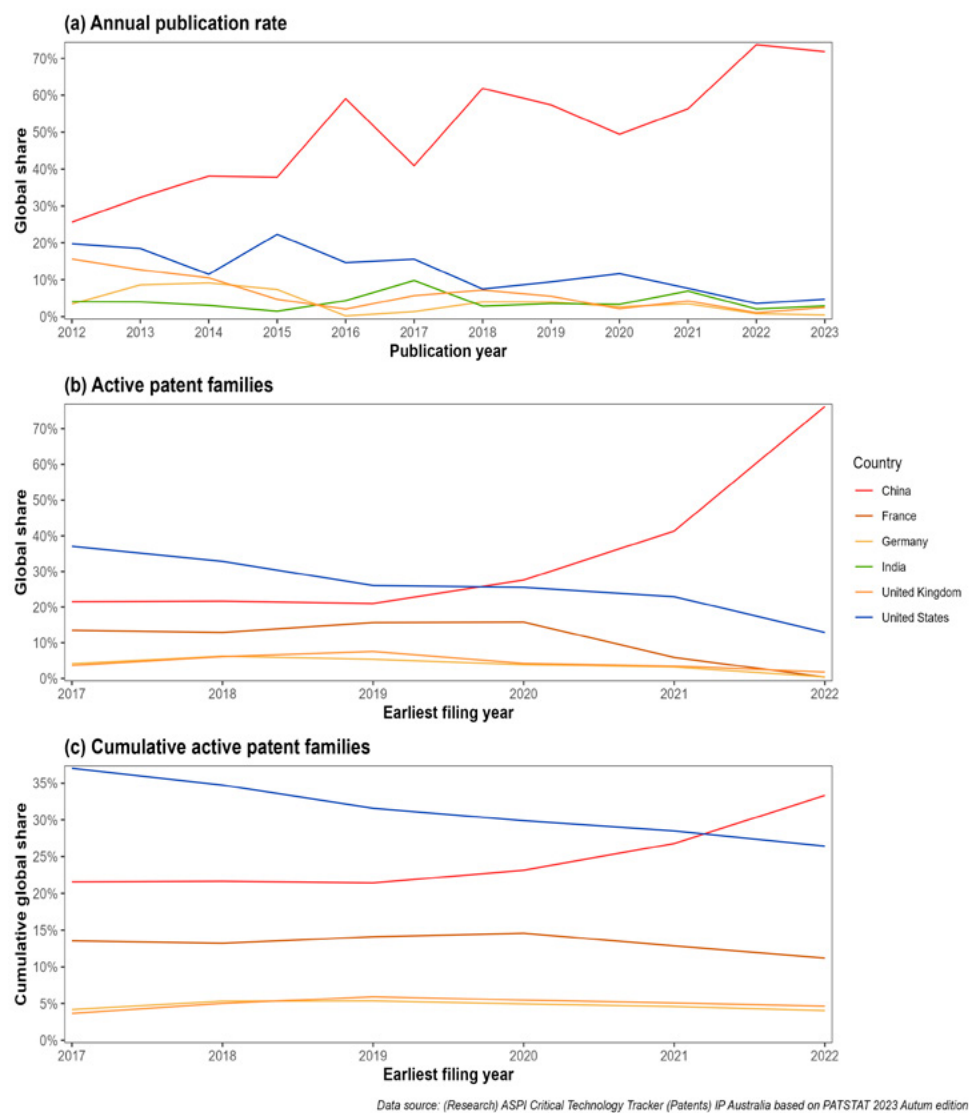 (a) Annual publication rate
70%
60%
50%
40%
30%
20%
10%
0%
Global share
2012 2013 2014 2015 2016 2017 2018 2019 2020 2021 2022 2023
Publication year
(b) Active patent families
70%
60%
50%
40%
30%
20%
10%
0%
Global share
2017 2018 2019 2020 2021 2022
Earliest filing year
Country
China
France
Germany
India
United Kingdom
United States
(c) Cumulative active patent families
35%
30%
25%
20%
15%
10%
5%
0%
Cumulative global share
2017 2018 2019 2020 2021 2022
Earliest filing year
Data source: (Research) ASPI Critical Technology Tracker (Patents) IP Australia based on PATSTAT 2023 Autum edition